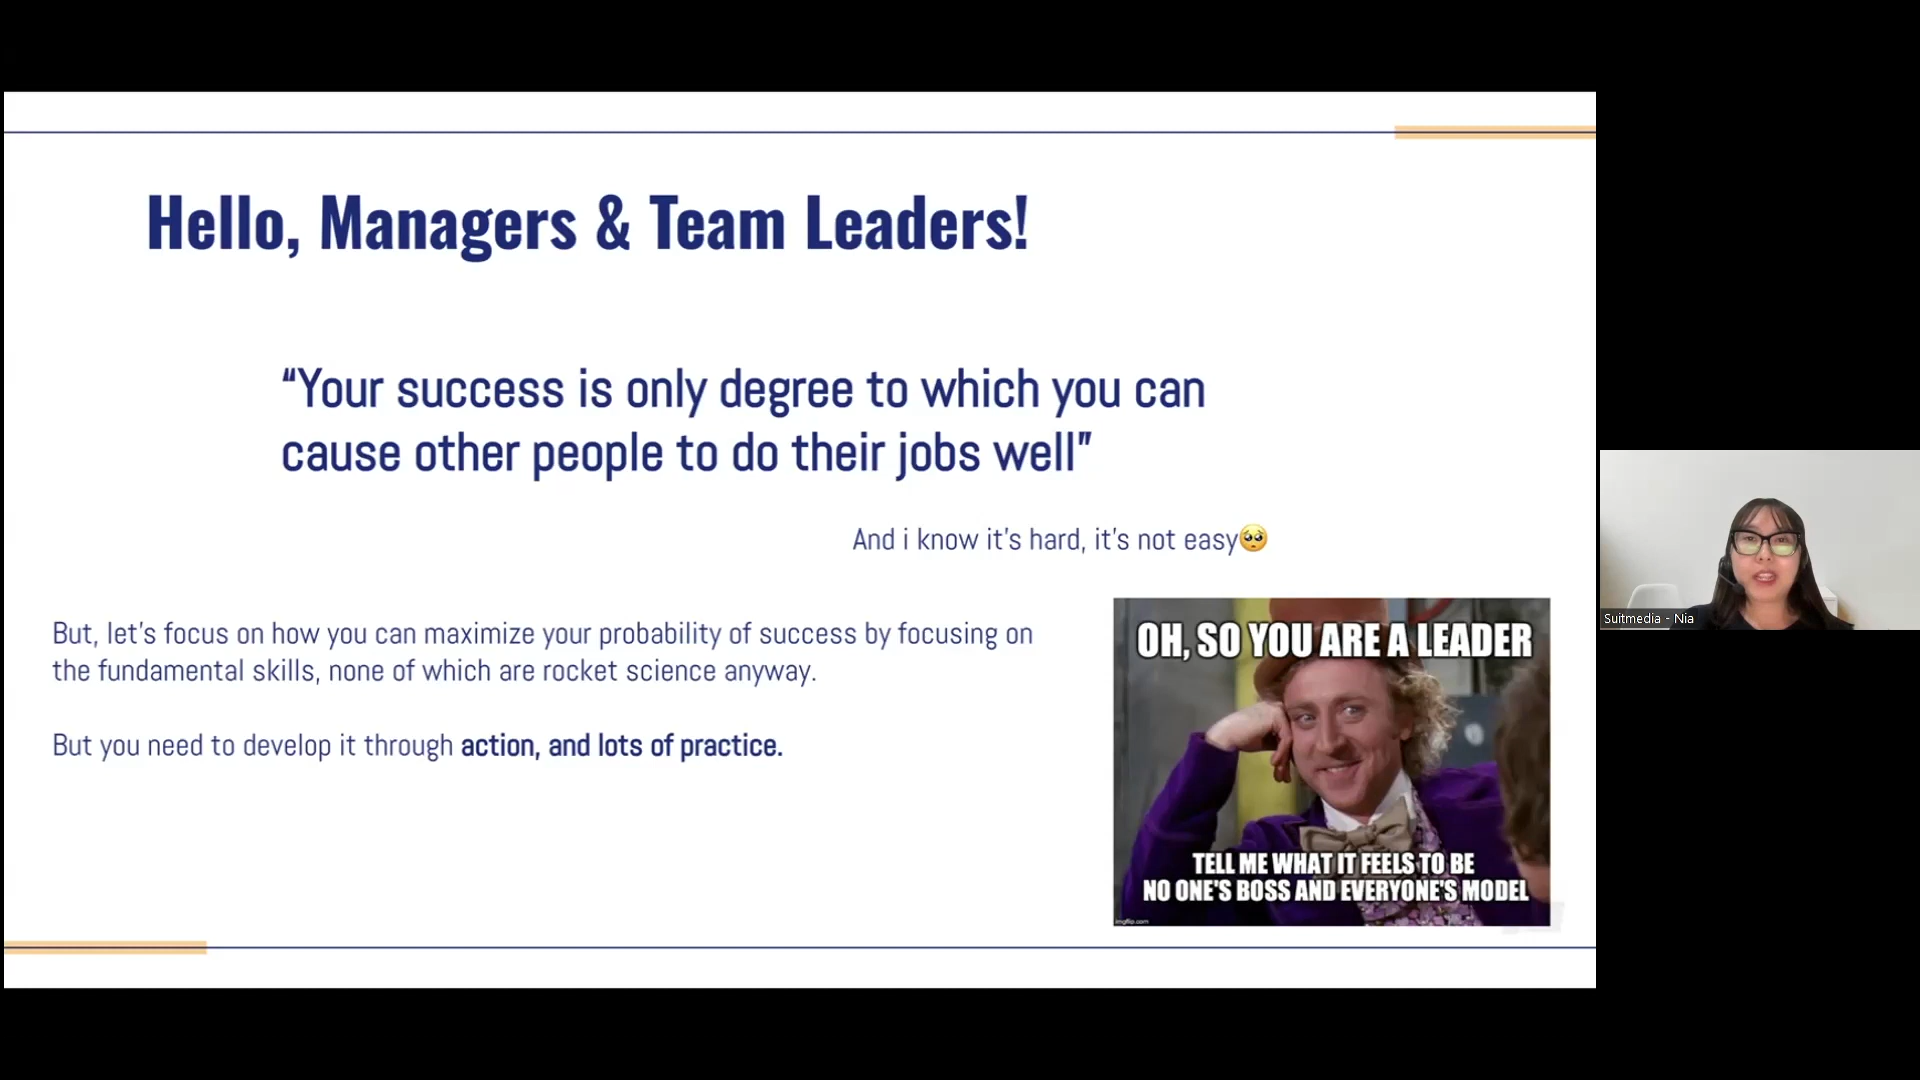 Hello, Managers & Team Leaders!
“Your success is only degree to which you can
cause other people to do their jobs well”
And i know it's hard, it's not easy🥺
But, let's focus on how you can maximize your probability of success by focusing on
the fundamental skills, none of which are rocket science anyway.
But you need to develop it through action, and lots of practice.
OH, SO YOU ARE A LEADER
TELL ME WHAT IT FEELS TO BE
NO ONE'S BOSS AND EVERYONE'S MODEL
imgflip.com
Suitmedia - Nia